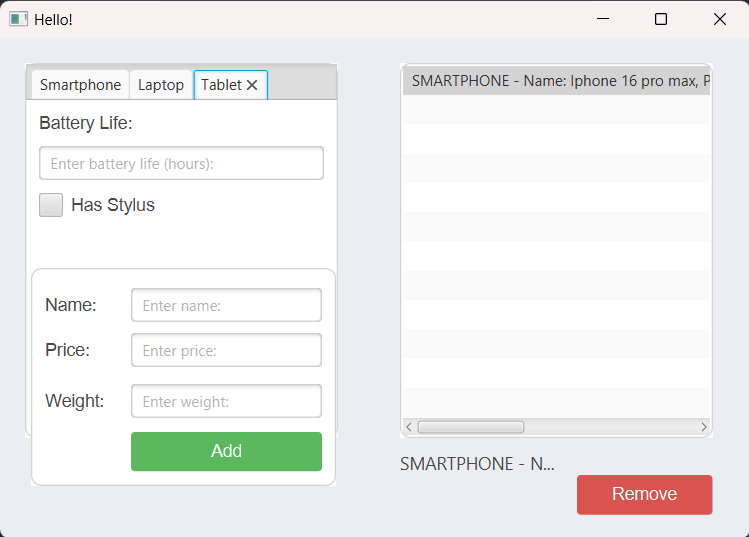 Hello!
Smartphone Laptop Tablet
Battery Life:
Enter battery life (hours):
Has Stylus
Name: Enter name:
Price: Enter price:
Weight: Enter weight:
Add
SMARTPHONE - Name: Iphone 16 pro max, P
SMARTPHONE - N...
Remove